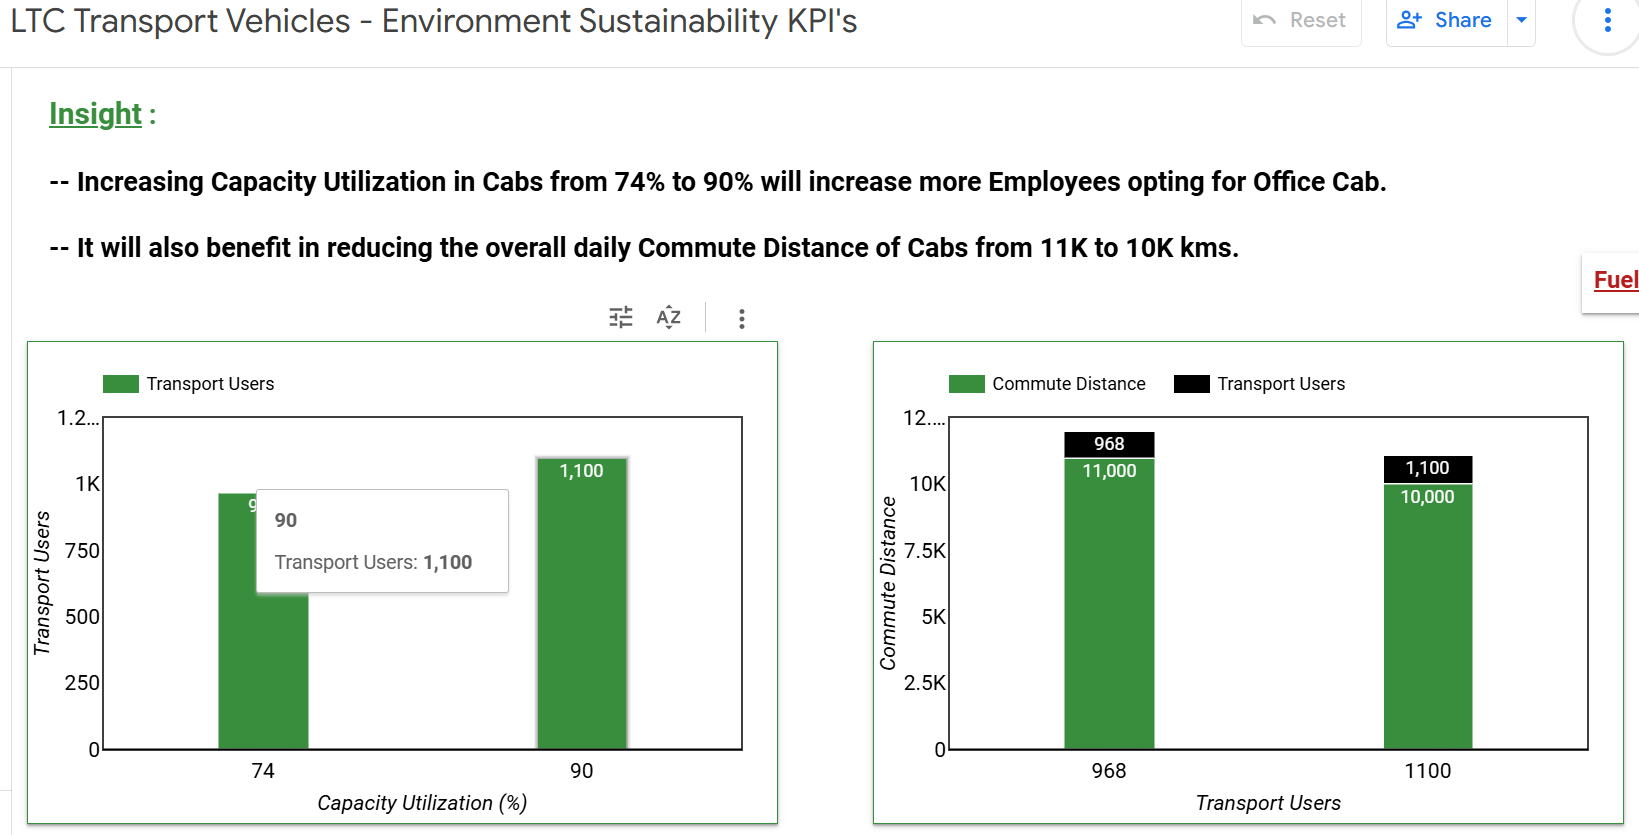 LTC Transport Vehicles - Environment Sustainability KPI's
Reset
Share
Insight :
-- Increasing Capacity Utilization in Cabs from 74% to 90% will increase more Employees opting for Office Cab.
-- It will also benefit in reducing the overall daily Commute Distance of Cabs from 11K to 10K kms.
Fuel
AZ
Transport Users
1.2...
1K
750
500
250
0
Transport Users
9
1,100
90
Transport Users: 1,100
74
90
Capacity Utilization (%)
Commute Distance
Transport Users
12....
10K
7.5K
5K
2.5K
0
Commute Distance
968
11,000
1,100
10,000
968
1100
Transport Users